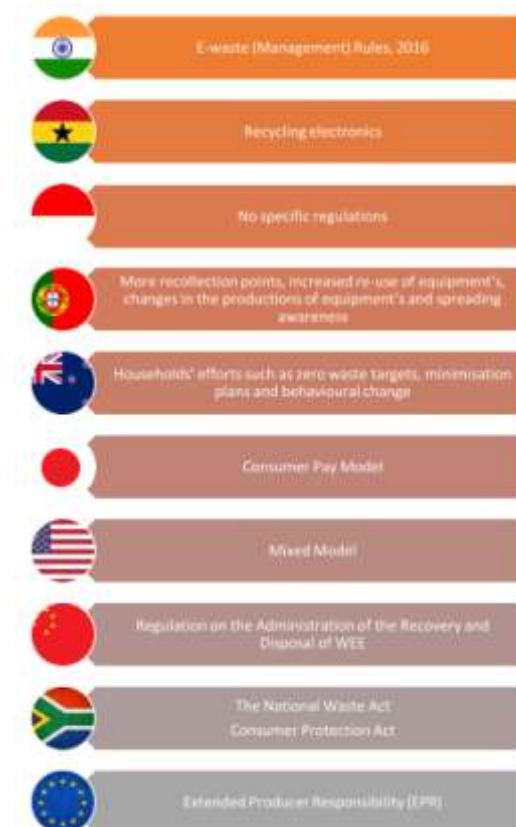 E-waste (Management) Rules, 2016
Recycling electronics
No specific regulations
More recollection points, increased re-use of equipment's,
changes in the productions of equipment's and spreading
awareness
Households' efforts such as zero waste targets, minimisation
plans and behavioural change
Consumer Pay Model
Mixed Model
Regulation on the Administration of the Recovery and
Disposal of WEE
The National Waste Act
Consumer Protection Act
Extended Producer Responsibility (EPR)